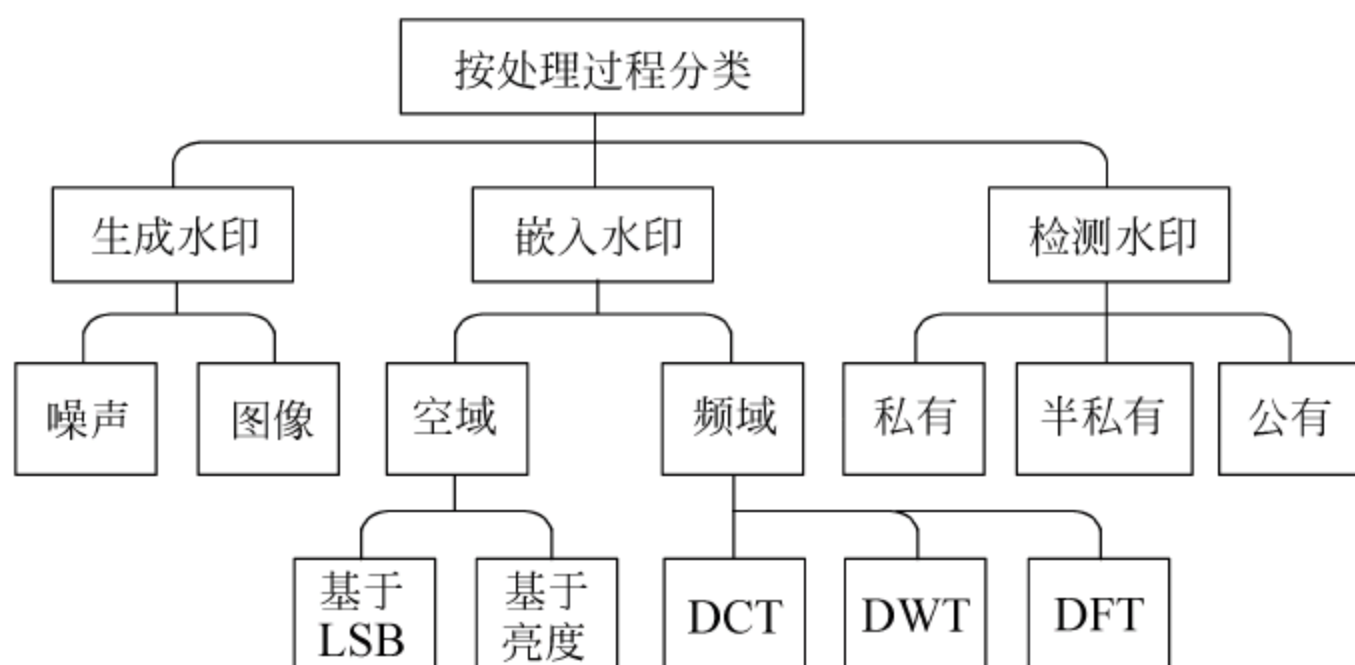 按处理过程分类
生成水印
嵌入水印
检测水印
噪声
图像
空域
频域
私有
半私有
公有
基于
LSB
基于
亮度
DCT
DWT
DFT